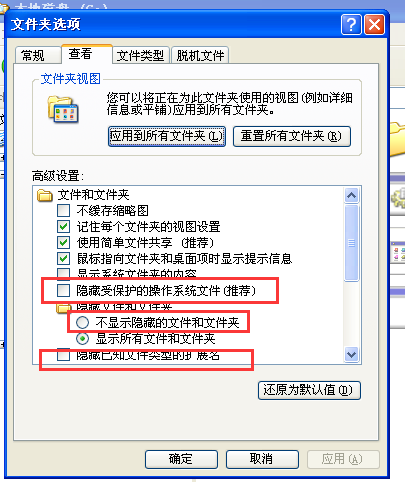 本地磁盘 (C:)
文件夹选项
常规
查看
文件类型
脱机文件
文件夹视图
您可以将正在为此文件夹使用的视图(例如详细
信息或平铺)应用到所有文件夹。
应用到所有文件夹(L)
重置所有文件夹(R)
高级设置:
文件和文件夹
不缓存缩略图
记住每个文件夹的视图设置
使用简单文件共享 (推荐)
鼠标指向文件夹和桌面项时显示提示信息
显示系统文件夹的内容
隐藏受保护的操作系统文件(推荐)
隐藏文件和文件夹
不显示隐藏的文件和文件夹
显示所有文件和文件夹
隐藏已知文件类型的扩展名
还原为默认值(D)
确定
取消
应用(A)